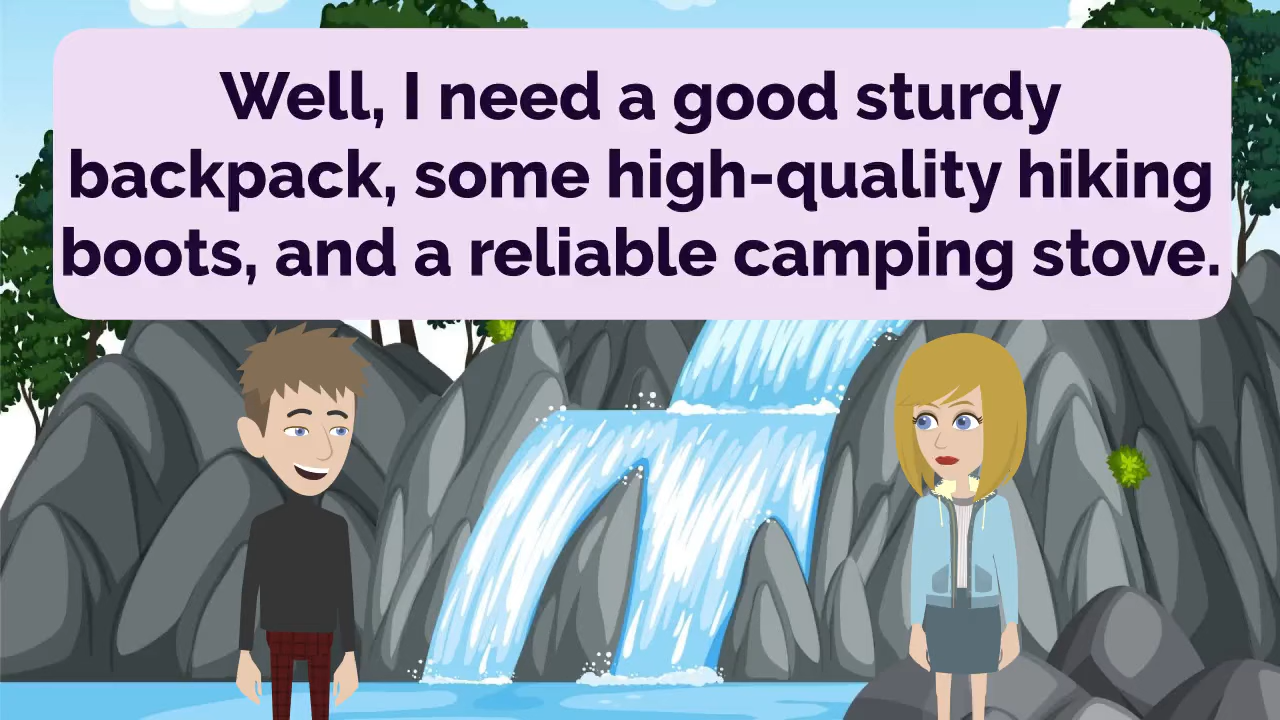 Well, I need a good sturdy
backpack, some high-quality hiking
boots, and a reliable camping stove.